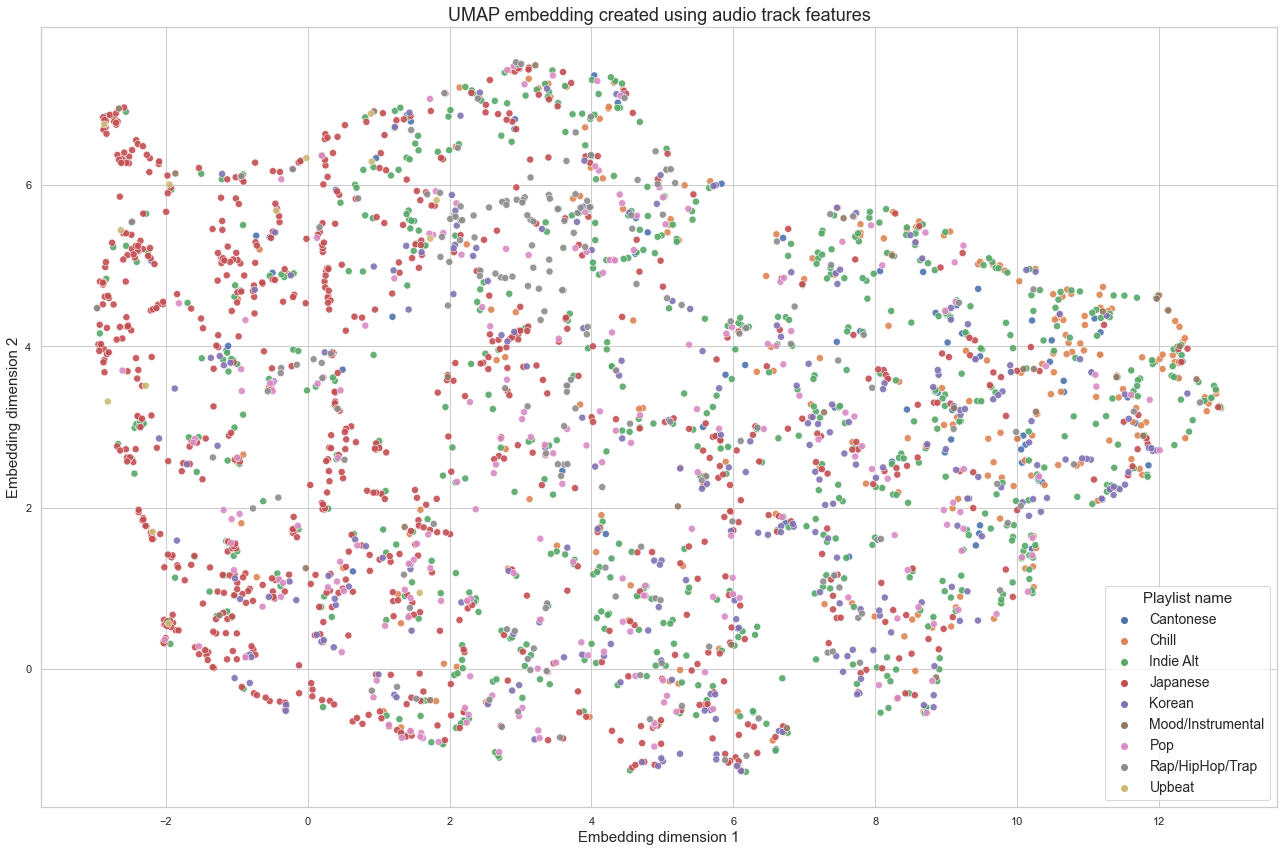 UMAP embedding created using audio track features
Embedding dimension 2
6
4
2
0
−2
0
2
4
6
8
10
12
Embedding dimension 1
Playlist name
Cantonese
Chill
Indie Alt
Japanese
Korean
Mood/Instrumental
Pop
Rap/HipHop/Trap
Upbeat